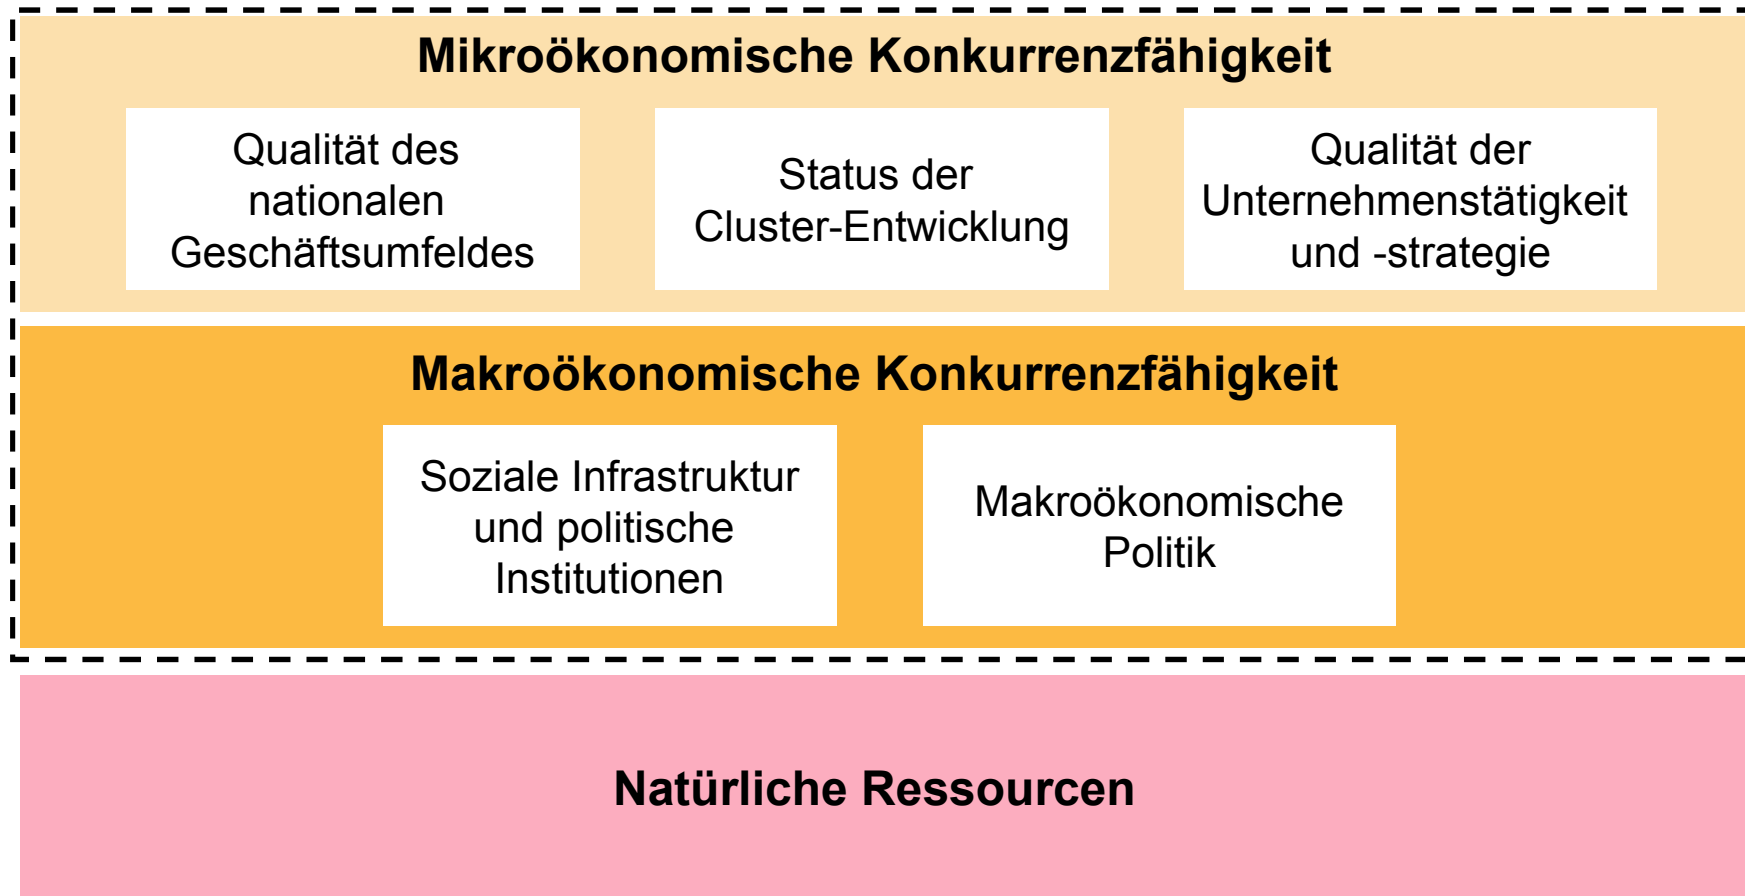 Mikroökonomische Konkurrenzfähigkeit
Qualität des
nationalen
Geschäftsumfeldes
Status der
Cluster-Entwicklung
Qualität der
Unternehmenstätigkeit
und -strategie
Makroökonomische Konkurrenzfähigkeit
Soziale Infrastruktur
und politische
Institutionen
Makroökonomische
Politik
Natürliche Ressourcen